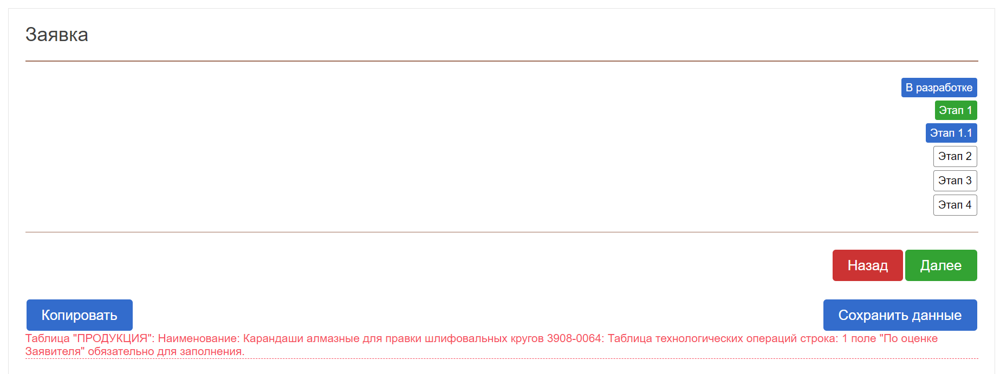 Заявка
В разработке
Этап 1
Этап 1.1
Этап 2
Этап 3
Этап 4
Назад Далее
Копировать Сохранить данные
Таблица "ПРОДУКЦИЯ": Наименование: Карандаши алмазные для правки шлифовальных кругов 3908-0064: Таблица технологических операций строка: 1 поле "По оценке
Заявителя" обязательно для заполнения.